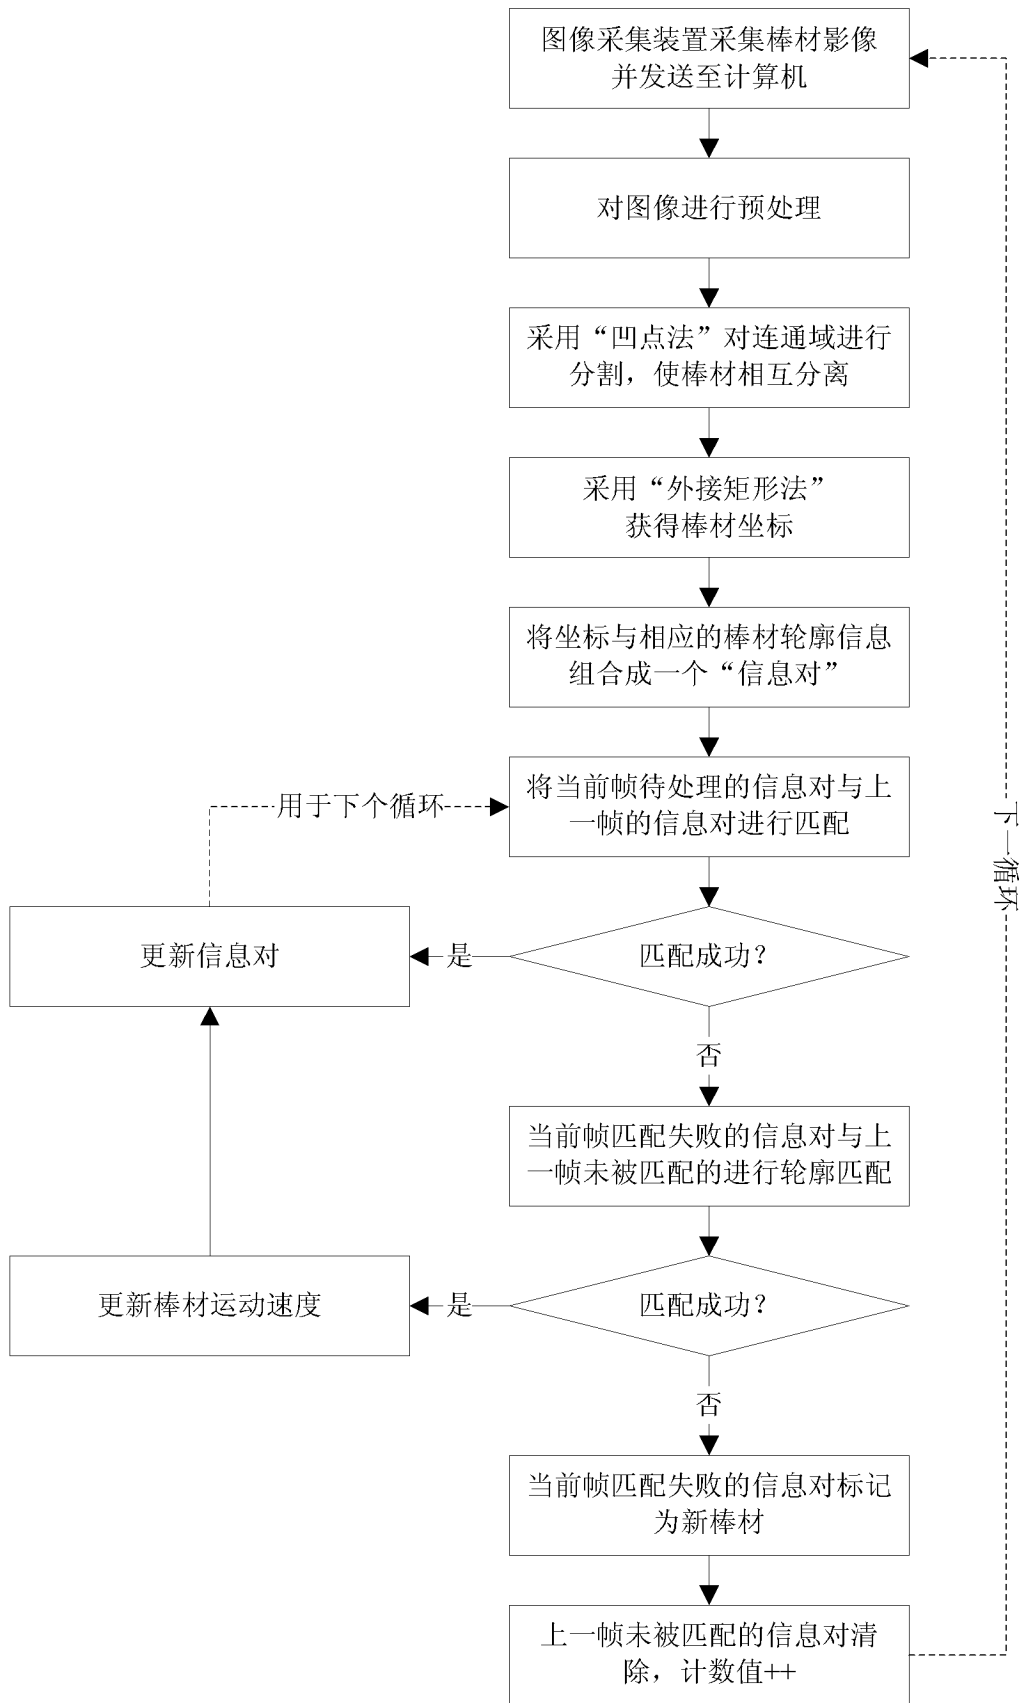 图像采集装置采集棒材影像
并发送至计算机
对图像进行预处理
采用“凹点法”对连通域进行
分割，使棒材相互分离
采用“外接矩形法”
获得棒材坐标
将坐标与相应的棒材轮廓信息
组合成一个“信息对”
将当前帧待处理的信息对与上
一帧的信息对进行匹配
用于下个循环
下一循环
匹配成功？
是
更新信息对
否
当前帧匹配失败的信息对与上
一帧未被匹配的进行轮廓匹配
匹配成功？
是
更新棒材运动速度
否
当前帧匹配失败的信息对标记
为新棒材
上一帧未被匹配的信息对清
除，计数值++